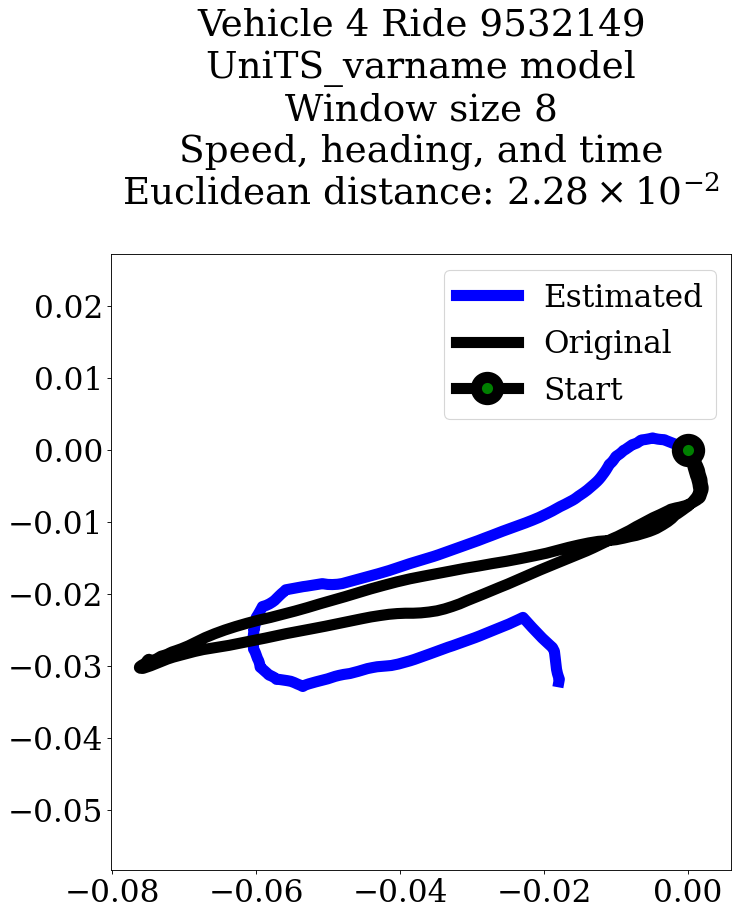 Vehicle 4 Ride 9532149
UniTS_varname model
Window size 8
Speed, heading, and time
Euclidean distance: 2.28 × 10⁻²
Estimated
Original
Start
0.02
0.01
0.00
−0.01
−0.02
−0.03
−0.04
−0.05
−0.08 −0.06 −0.04 −0.02 0.00